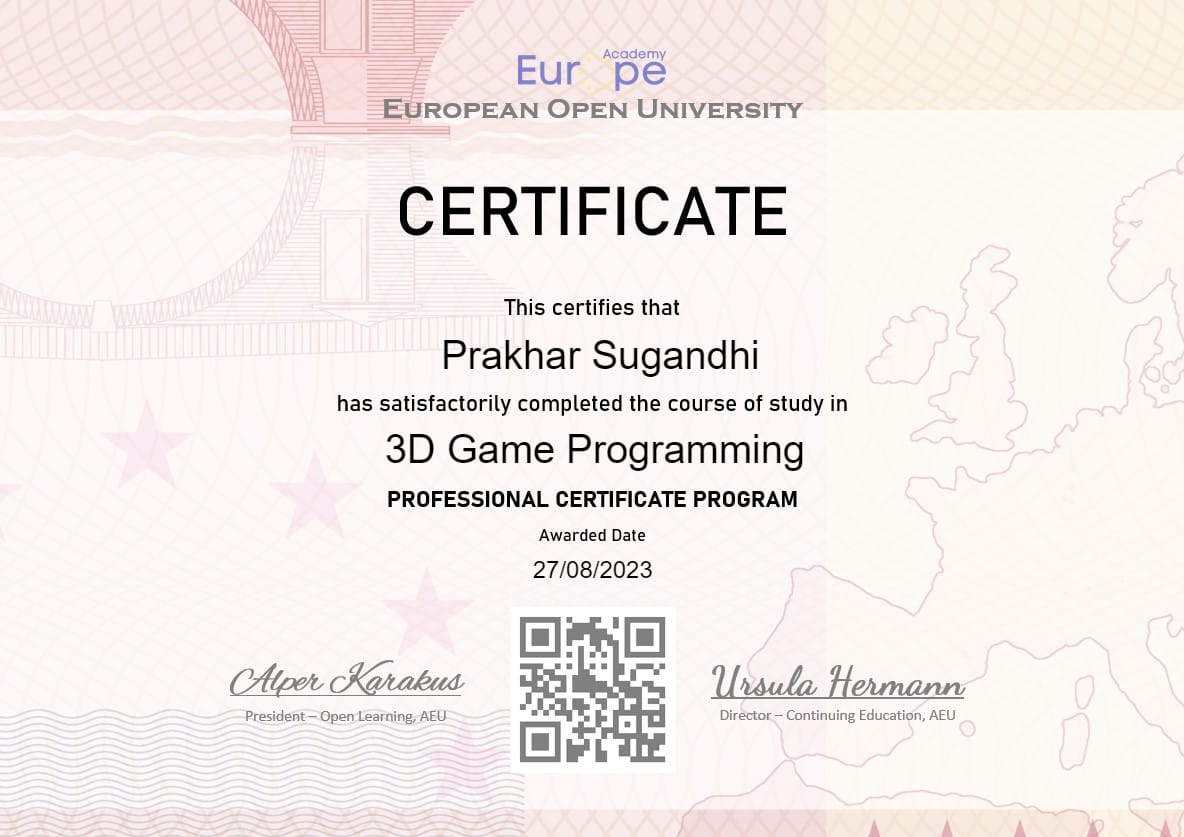 Academy
Eur pe
EUROPEAN OPEN UNIVERSITY
CERTIFICATE
This certifies that
Prakhar Sugandhi
has satisfactorily completed the course of study in
3D Game Programming
PROFESSIONAL CERTIFICATE PROGRAM
Awarded Date
27/08/2023
Alper Karakus
President – Open Learning, AEU
Ursula Hermann
Director – Continuing Education, AEU